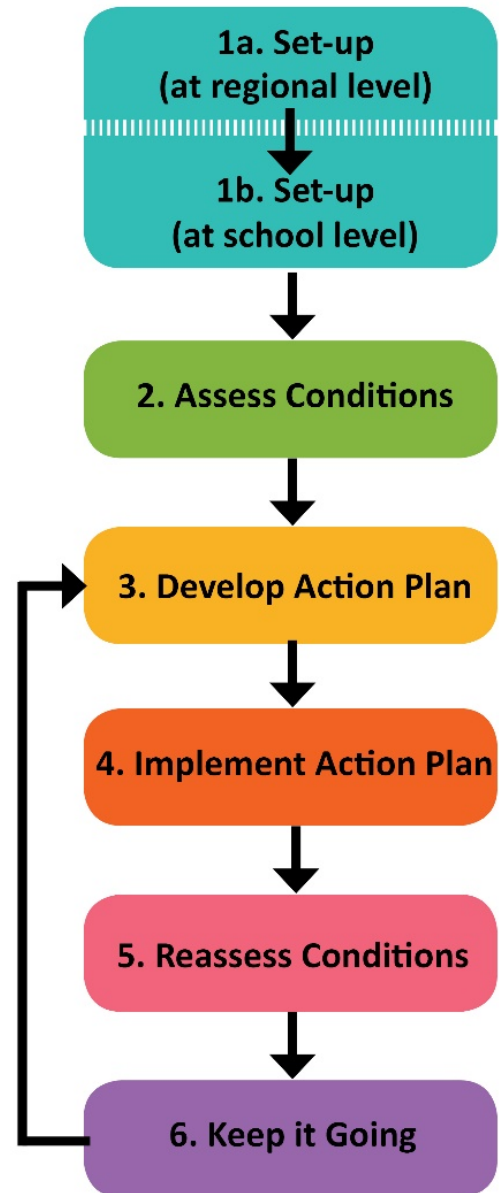 1a. Set-up
(at regional level)
1b. Set-up
(at school level)
2. Assess Conditions
3. Develop Action Plan
4. Implement Action Plan
5. Reassess Conditions
6. Keep it Going